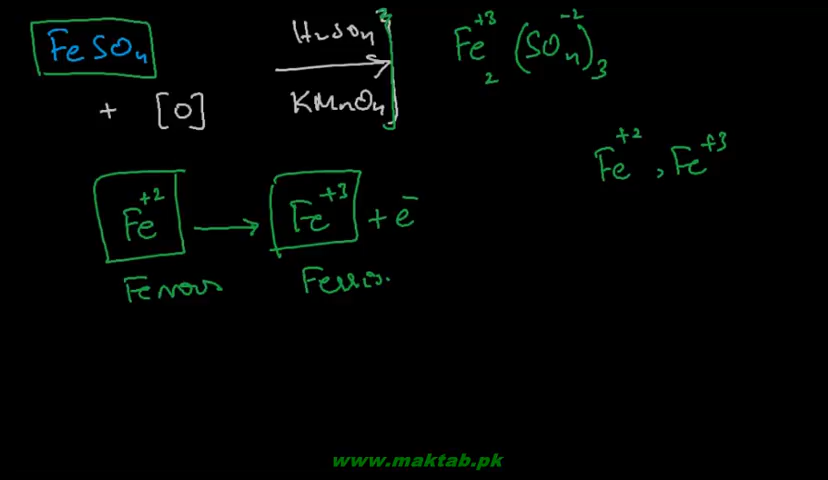 FeSO4 + [O] H2SO4 KMnO4 Fe2+3 (SO4-2)3
Fe+2 , Fe+3
Fe+2 → Fe+3 + e-
Ferrous Ferric.
www.maktab.pk